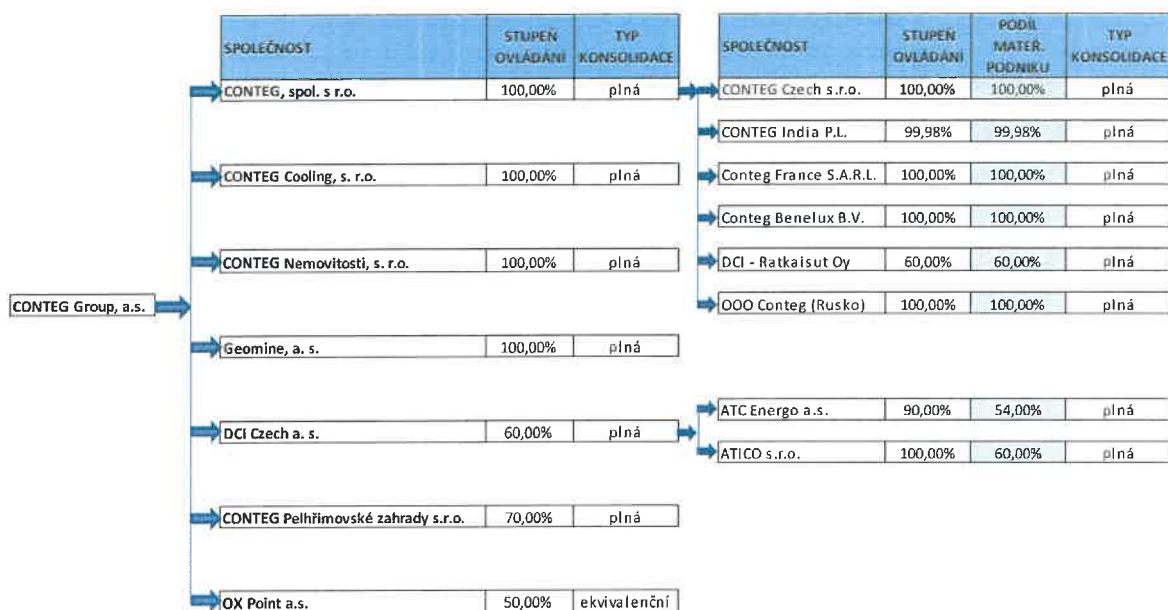 SPOLEČNOST STUPEŇ OVLÁDÁNÍ TYP KONSOLIDACE
CONTEG, spol. s r.o. 100,00% plná
CONTEG Cooling, s. r.o. 100,00% plná
CONTEG Nemovitosti, s. r.o. 100,00% plná
CONTEG Group, a.s.
Geomine, a. s. 100,00% plná
DCI Czech a. s. 60,00% plná
CONTEG Pelhřimovské zahrady s.r.o. 70,00% plná
OX Point a.s. 50,00% ekvivalenční
SPOLEČNOST STUPEŇ OVLÁDÁNÍ PODÍL MATEŘ. PODNIKU TYP KONSOLIDACE
CONTEG Czech s.r.o. 100,00% 100,00% plná
CONTEG India P.L. 99,98% 99,98% plná
Conteg France S.A.R.L. 100,00% 100,00% plná
Conteg Benelux B.V. 100,00% 100,00% plná
DCI - Ratkaisut Oy 60,00% 60,00% plná
OOO Conteg (Rusko) 100,00% 100,00% plná
ATC Energo a.s. 90,00% 54,00% plná
ATICO s.r.o. 100,00% 60,00% plná